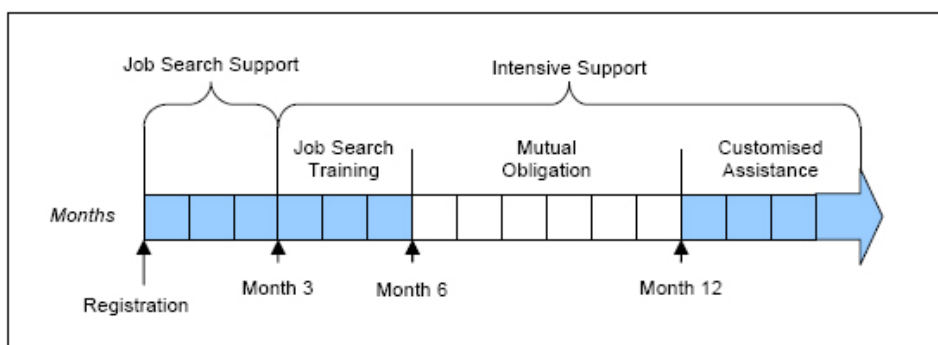 Job Search Support
Intensive Support
Job Search
Training
Mutual
Obligation
Customised
Assistance
Months
Registration
Month 3
Month 6
Month 12